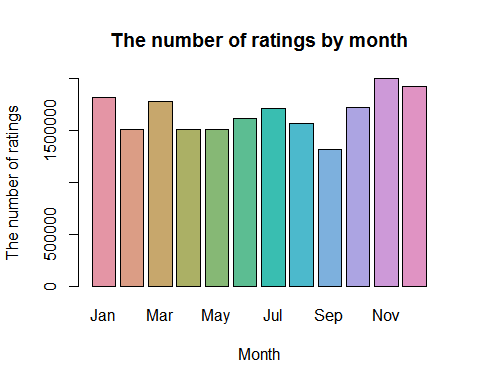 The number of ratings by month
The number of ratings
1500000
500000
0
Jan Mar May Jul Sep Nov
Month